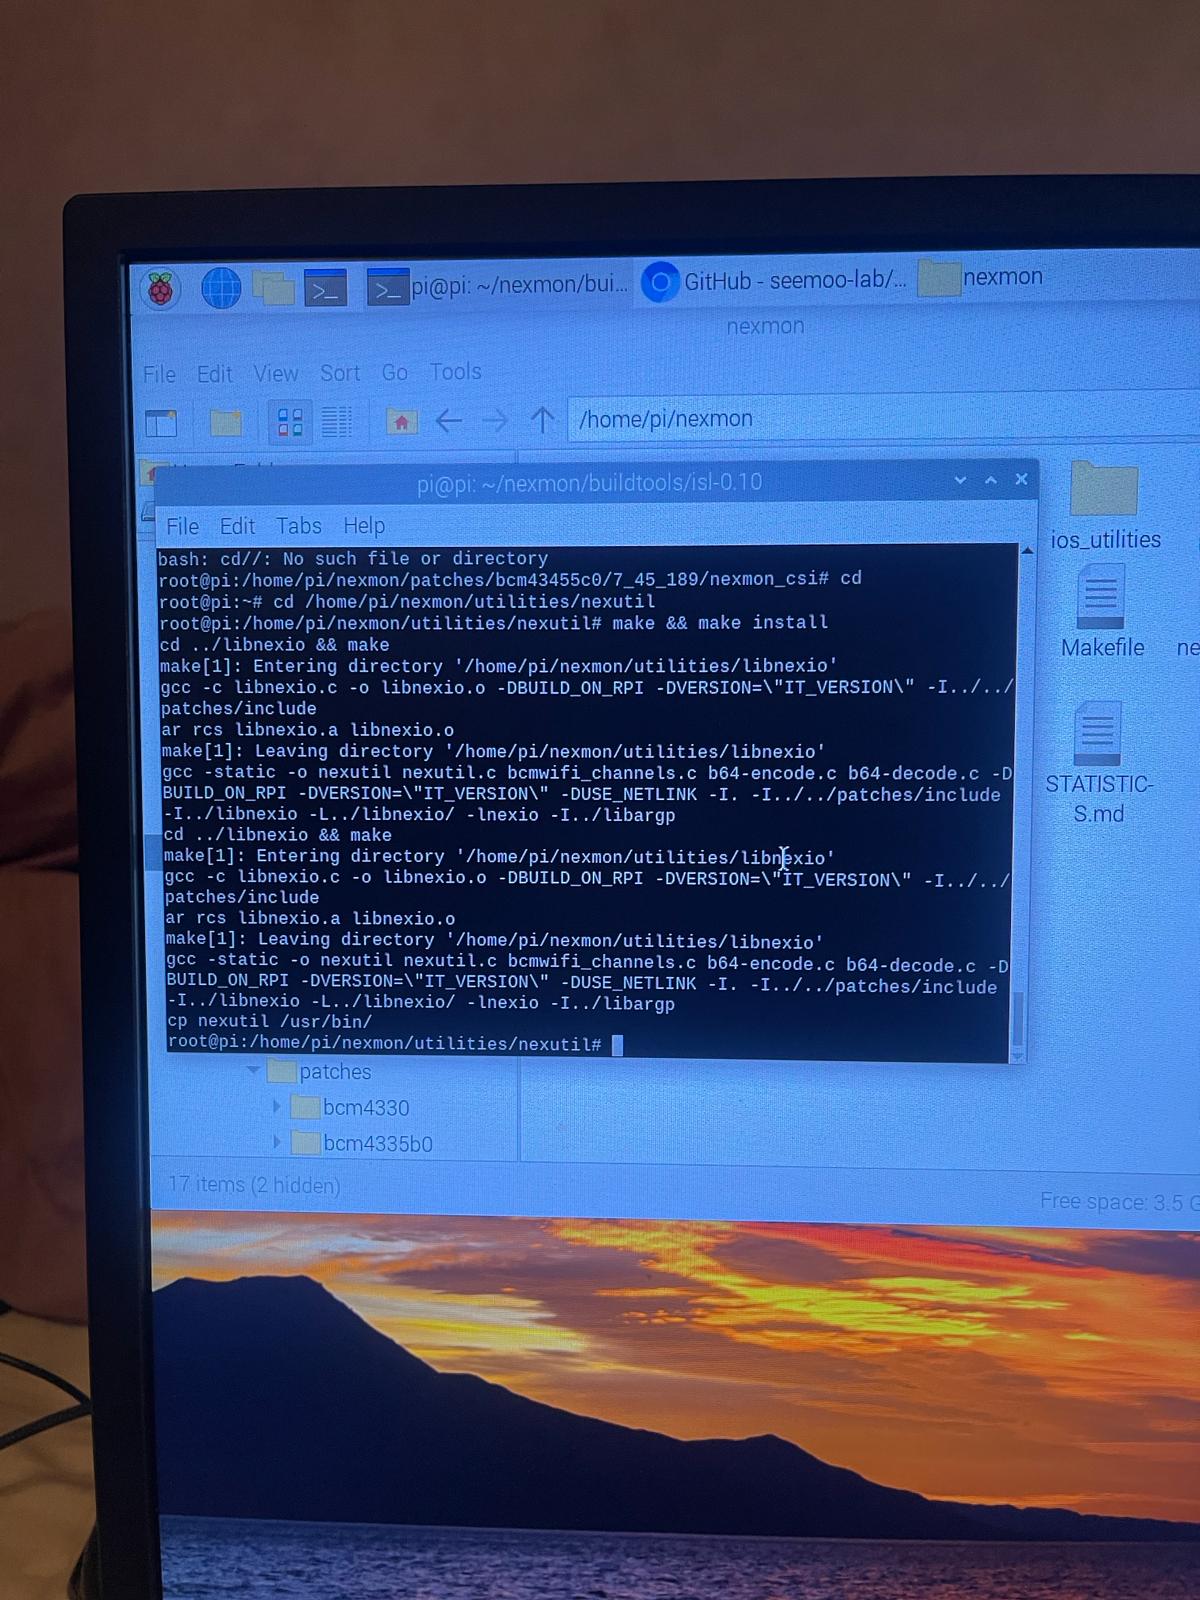 pi@pi: ~/nexmon/bui...
GitHub - seemoo-lab/...
nexmon
nexmon
File Edit View Sort Go Tools
/home/pi/nexmon
pi@pi: ~/nexmon/buildtools/isl-0.10
File Edit Tabs Help
bash: cd//: No such file or directory
root@pi:/home/pi/nexmon/patches/bcm43455c0/7_45_189/nexmon_csi# cd
root@pi:~# cd /home/pi/nexmon/utilities/nexutil
root@pi:/home/pi/nexmon/utilities/nexutil# make && make install
cd ../libnexio && make
make[1]: Entering directory '/home/pi/nexmon/utilities/libnexio'
gcc -c libnexio.c -o libnexio.o -DBUILD_ON_RPI -DVERSION=\"IT_VERSION\" -I../../
patches/include
ar rcs libnexio.a libnexio.o
make[1]: Leaving directory '/home/pi/nexmon/utilities/libnexio'
gcc -static -o nexutil nexutil.c bcmwifi_channels.c b64-encode.c b64-decode.c -D
BUILD_ON_RPI -DVERSION=\"IT_VERSION\" -DUSE_NETLINK -I. -I../../patches/include
-I../libnexio -L../libnexio/ -lnexio -I../libargp
cd ../libnexio && make
make[1]: Entering directory '/home/pi/nexmon/utilities/libnexio'
gcc -c libnexio.c -o libnexio.o -DBUILD_ON_RPI -DVERSION=\"IT_VERSION\" -I../../
patches/include
ar rcs libnexio.a libnexio.o
make[1]: Leaving directory '/home/pi/nexmon/utilities/libnexio'
gcc -static -o nexutil nexutil.c bcmwifi_channels.c b64-encode.c b64-decode.c -D
BUILD_ON_RPI -DVERSION=\"IT_VERSION\" -DUSE_NETLINK -I. -I../../patches/include
-I../libnexio -L../libnexio/ -lnexio -I../libargp
cp nexutil /usr/bin/
root@pi:/home/pi/nexmon/utilities/nexutil#
ios_utilities
Makefile
ne
STATISTIC-
S.md
patches
bcm4330
bcm4335b0
17 items (2 hidden)
Free space: 3.5 G